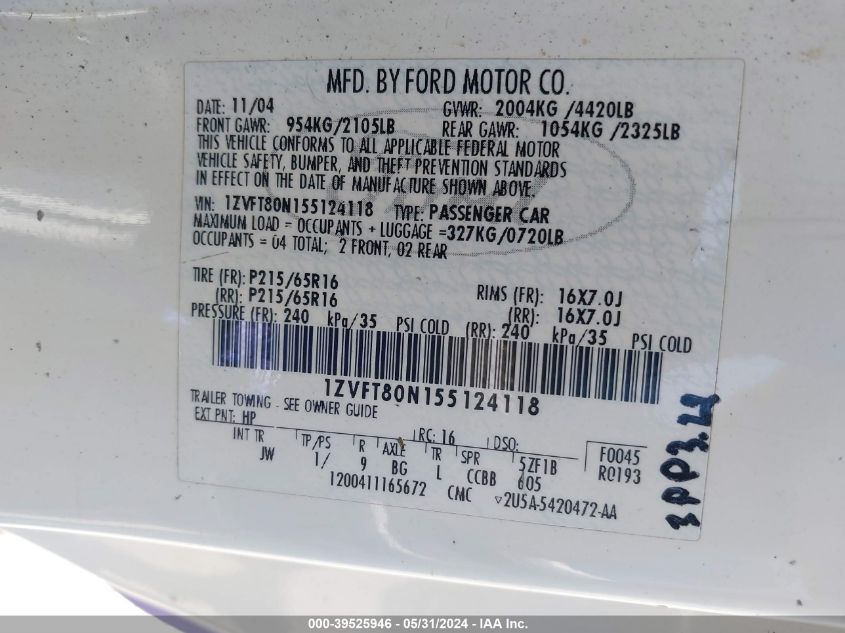 MFD. BY FORD MOTOR CO.
DATE: 11/04 GVWR: 2004KG /4420LB
FRONT GAWR: 954KG/2105LB REAR GAWR: 1054KG /2325LB
THIS VEHICLE CONFORMS TO ALL APPLICABLE FEDERAL MOTOR
VEHICLE SAFETY, BUMPER, AND THEFT PREVENTION STANDARDS
IN EFFECT ON THE DATE OF MANUFACTURE SHOWN ABOVE.
VIN: 1ZVFT80N155124118 TYPE: PASSENGER CAR
MAXIMUM LOAD = OCCUPANTS + LUGGAGE =327KG/0720LB
OCCUPANTS = 04 TOTAL; 2 FRONT, 02 REAR
TIRE (FR): P215/65R16 RIMS (FR): 16X7.0J
(RR): P215/65R16 (RR): 16X7.0J
PRESSURE (FR): 240 kPa/35 PSI COLD (RR): 240 kPa/35 PSI COLD
1ZVFT80N155124118
TRAILER TOWING - SEE OWNER GUIDE
EXT PNT: HP RC: 16 DSO: F0045
INT TR TP/PS R AXLE TR SPR 5ZF1B R0193
JW 1/ 9 BG L CCBB 605
1200411165672 CMC 2U5A-5420472-AA
000-39525946 - 05/31/2024 - IAA Inc.